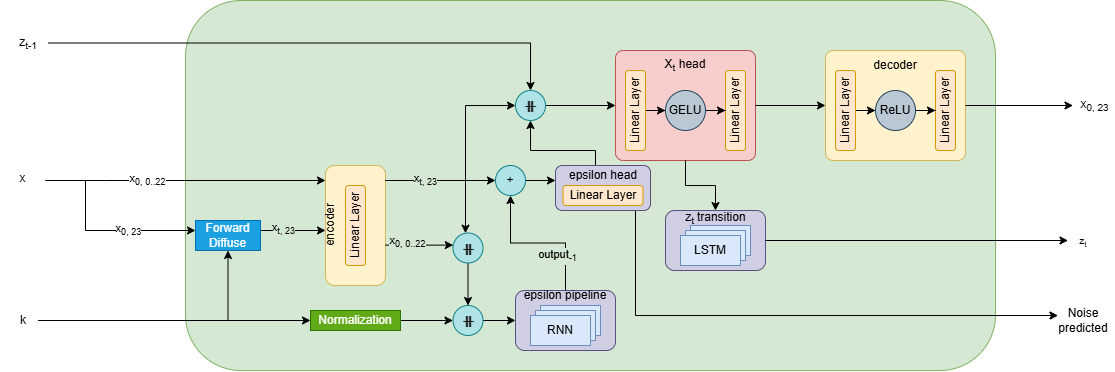 z_{t-1}
X_t head
decoder
Linear Layer
GELU
Linear Layer
Linear Layer
ReLU
Linear Layer
x_{0, 23}
ⵌ
x
x_{0, 0..22}
x_{t, 23}
+
epsilon head
Linear Layer
x_{0, 23}
Forward
Diffuse
x_{t, 23}
encoder
Linear Layer
x_{0, 0..22}
ⵌ
output_{-1}
z_t transition
LSTM
z_t
k
Normalization
ⵌ
epsilon pipeline
RNN
Noise
predicted